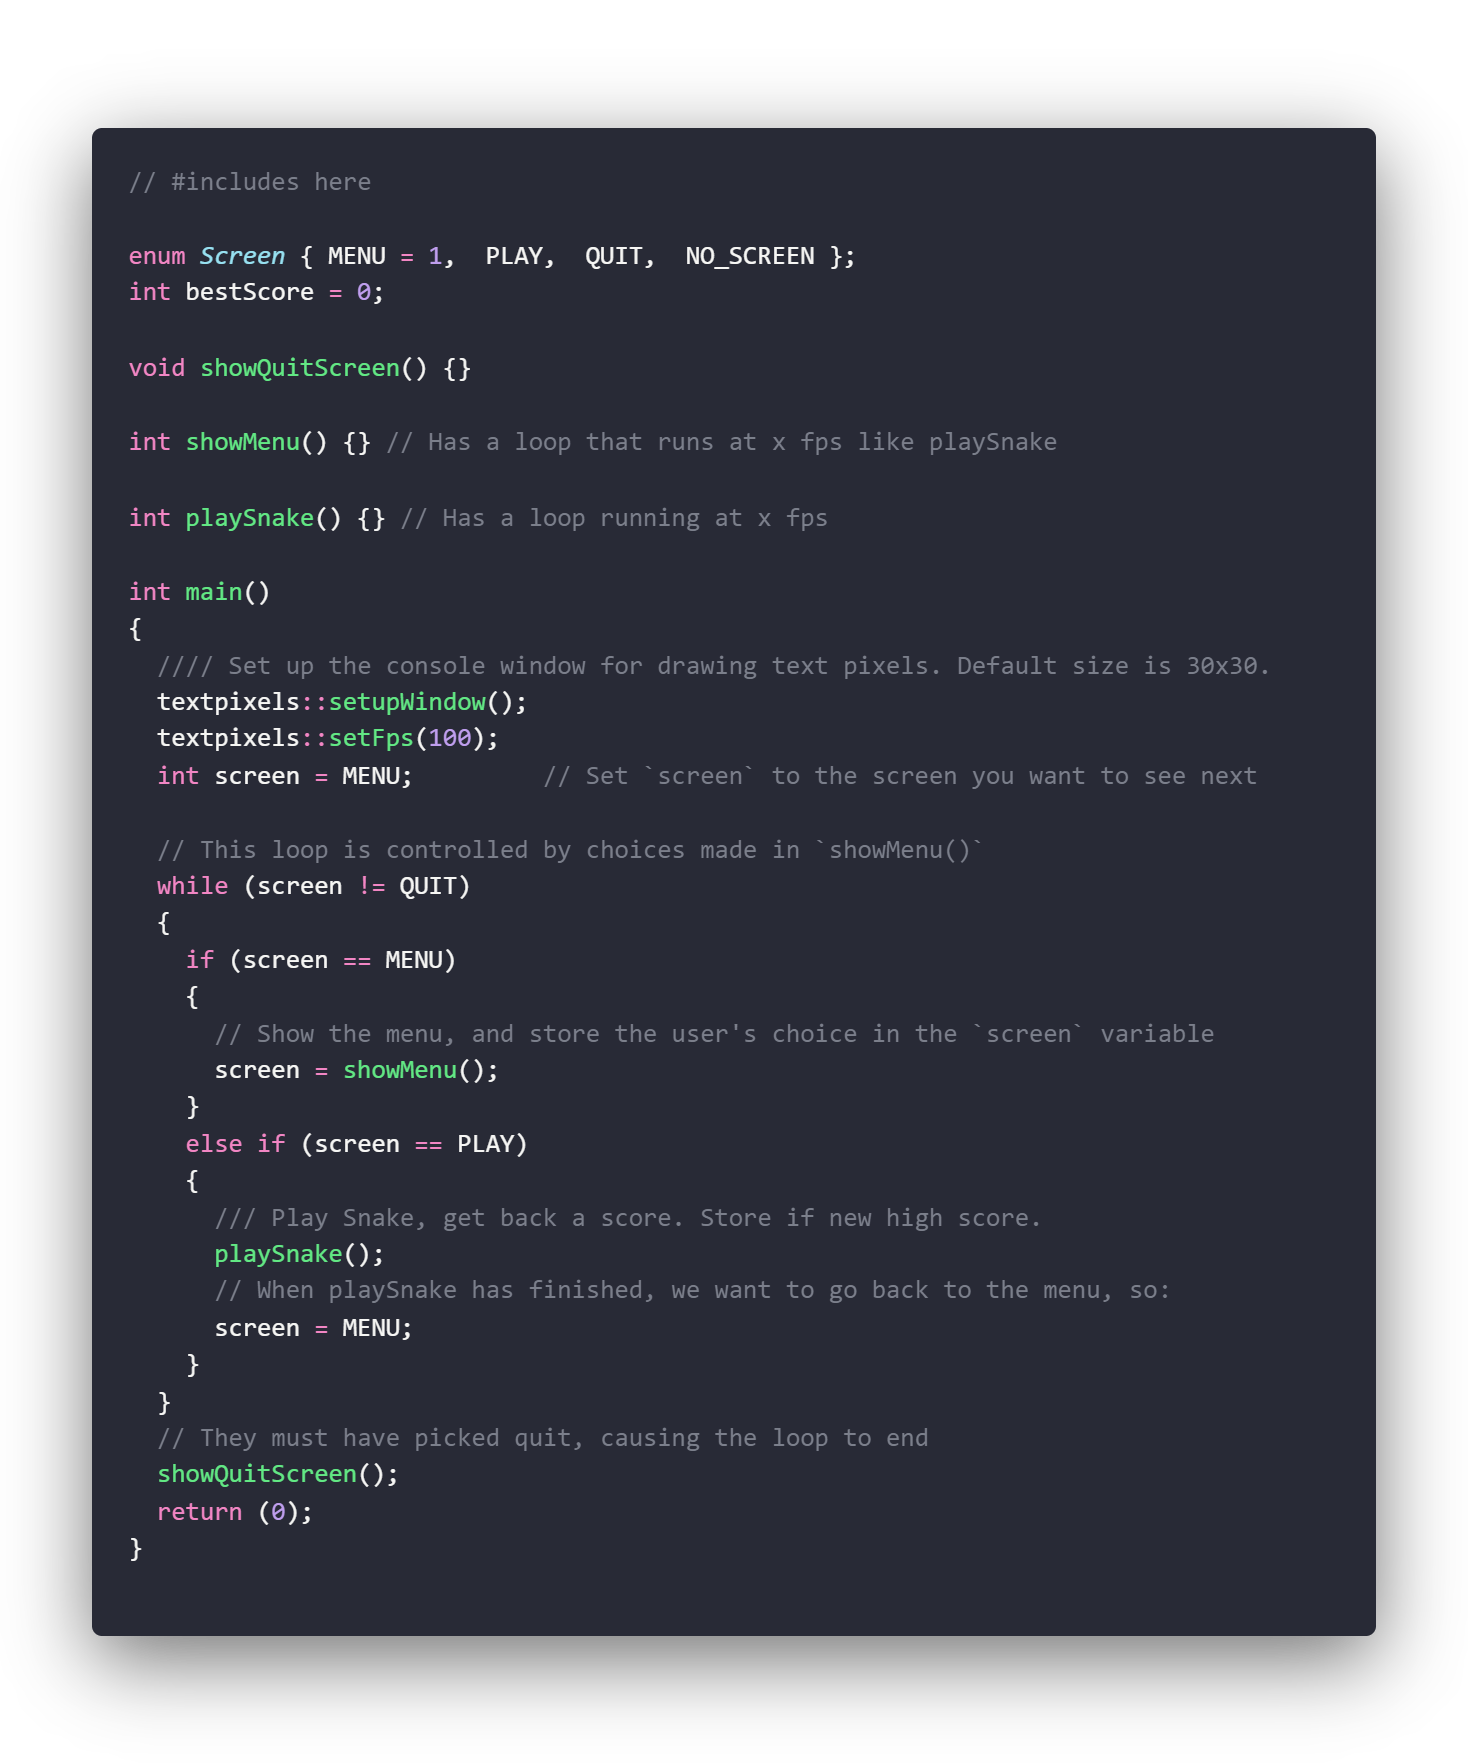 // #includes here
enum Screen { MENU = 1,  PLAY,  QUIT,  NO_SCREEN };
int bestScore = 0;
void showQuitScreen() {}
int showMenu() {} // Has a loop that runs at x fps like playSnake
int playSnake() {} // Has a loop running at x fps
int main()
{
  //// Set up the console window for drawing text pixels. Default size is 30x30.
  textpixels::setupWindow();
  textpixels::setFps(100);
  int screen = MENU;         // Set `screen` to the screen you want to see next
  // This loop is controlled by choices made in `showMenu()`
  while (screen != QUIT)
  {
    if (screen == MENU)
    {
      // Show the menu, and store the user's choice in the `screen` variable
      screen = showMenu();
    }
    else if (screen == PLAY)
    {
      /// Play Snake, get back a score. Store if new high score.
      playSnake();
      // When playSnake has finished, we want to go back to the menu, so:
      screen = MENU;
    }
  }
  // They must have picked quit, causing the loop to end
  showQuitScreen();
  return (0);
}